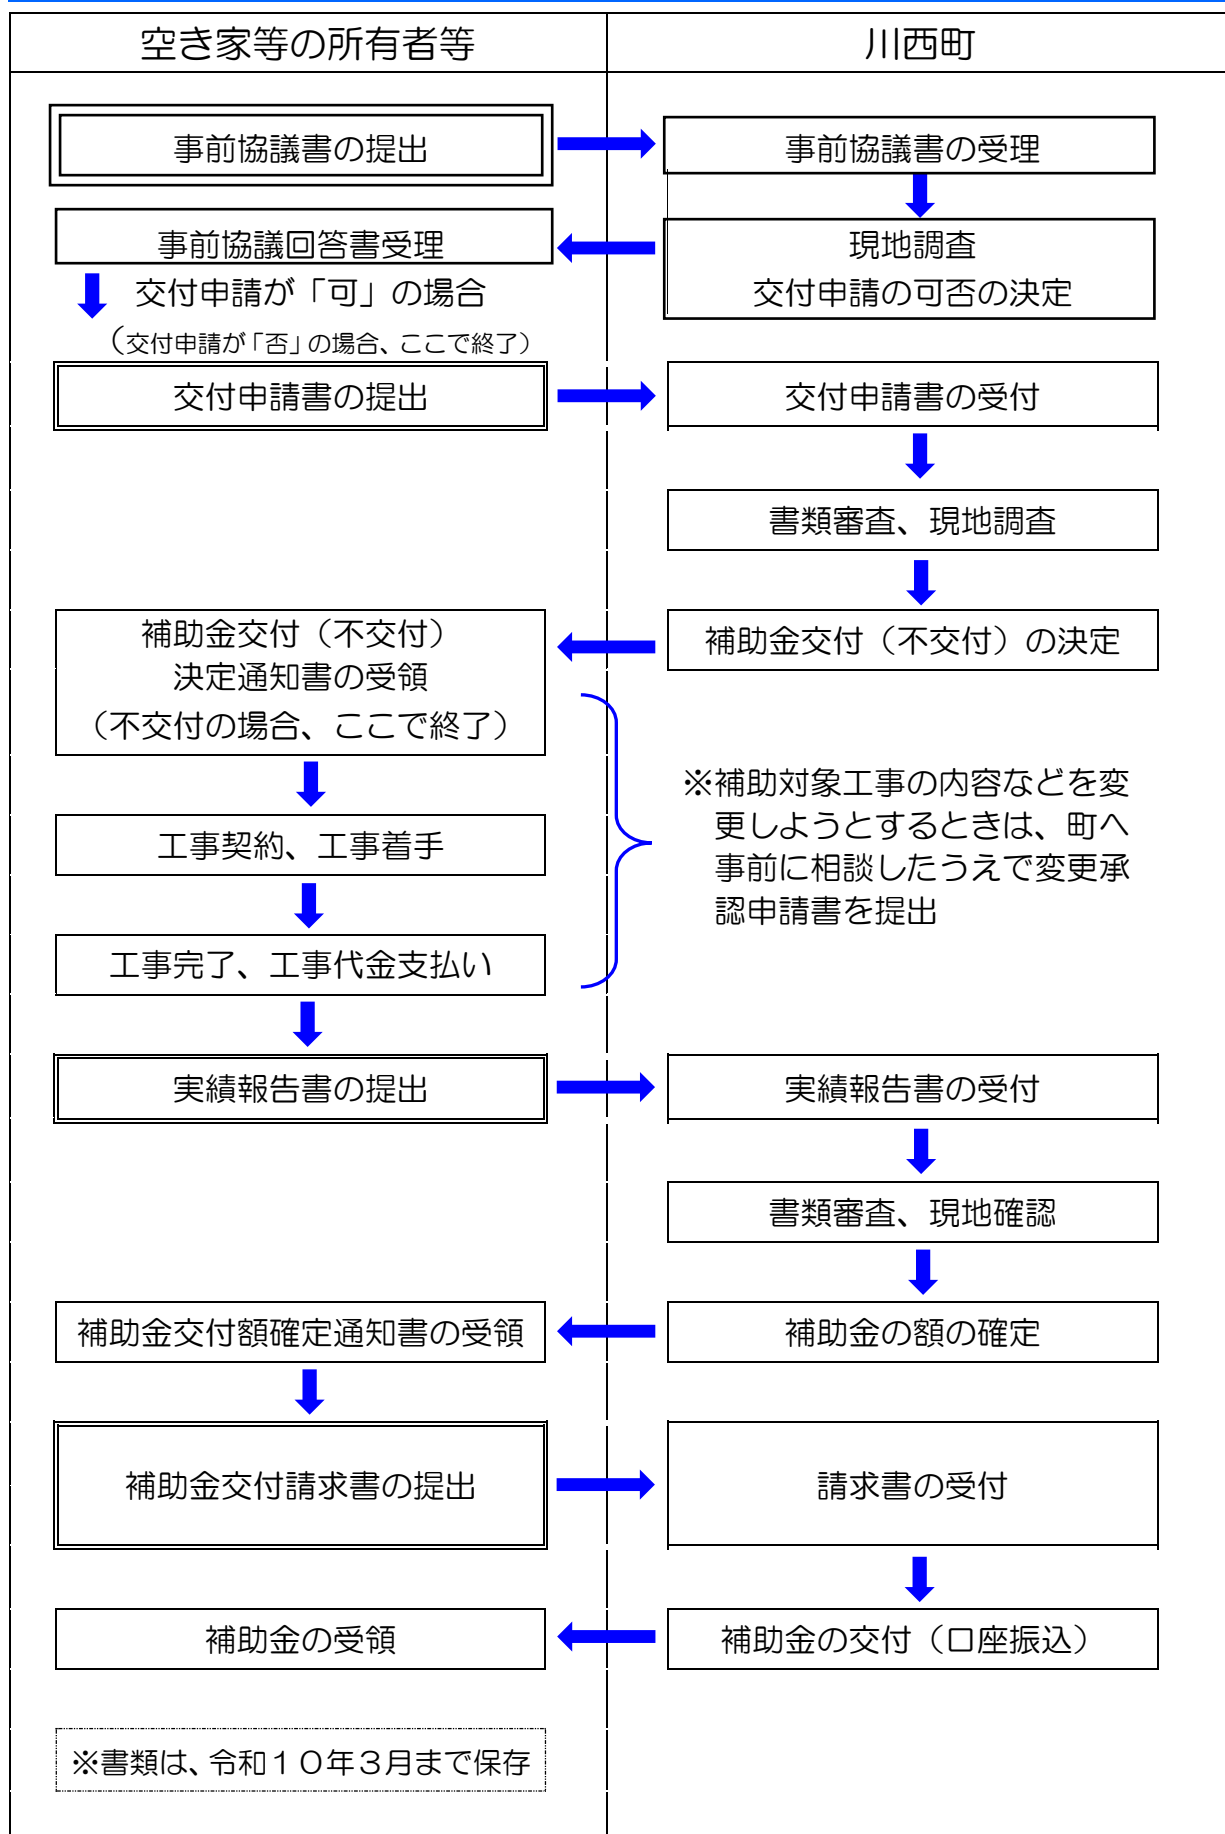 空き家等の所有者等
川西町
事前協議書の提出
事前協議書の受理
現地調査
交付申請の可否の決定
事前協議回答書受理
交付申請が「可」の場合
（交付申請が「否」の場合、ここで終了）
交付申請書の提出
交付申請書の受付
書類審査、現地調査
補助金交付（不交付）の決定
補助金交付（不交付）
決定通知書の受領
（不交付の場合、ここで終了）
工事契約、工事着手
工事完了、工事代金支払い
※補助対象工事の内容などを変
更しようとするときは、町へ
事前に相談したうえで変更承
認申請書を提出
実績報告書の提出
実績報告書の受付
書類審査、現地確認
補助金の額の確定
補助金交付額確定通知書の受領
補助金交付請求書の提出
請求書の受付
補助金の交付（口座振込）
補助金の受領
※書類は、令和１０年３月まで保存